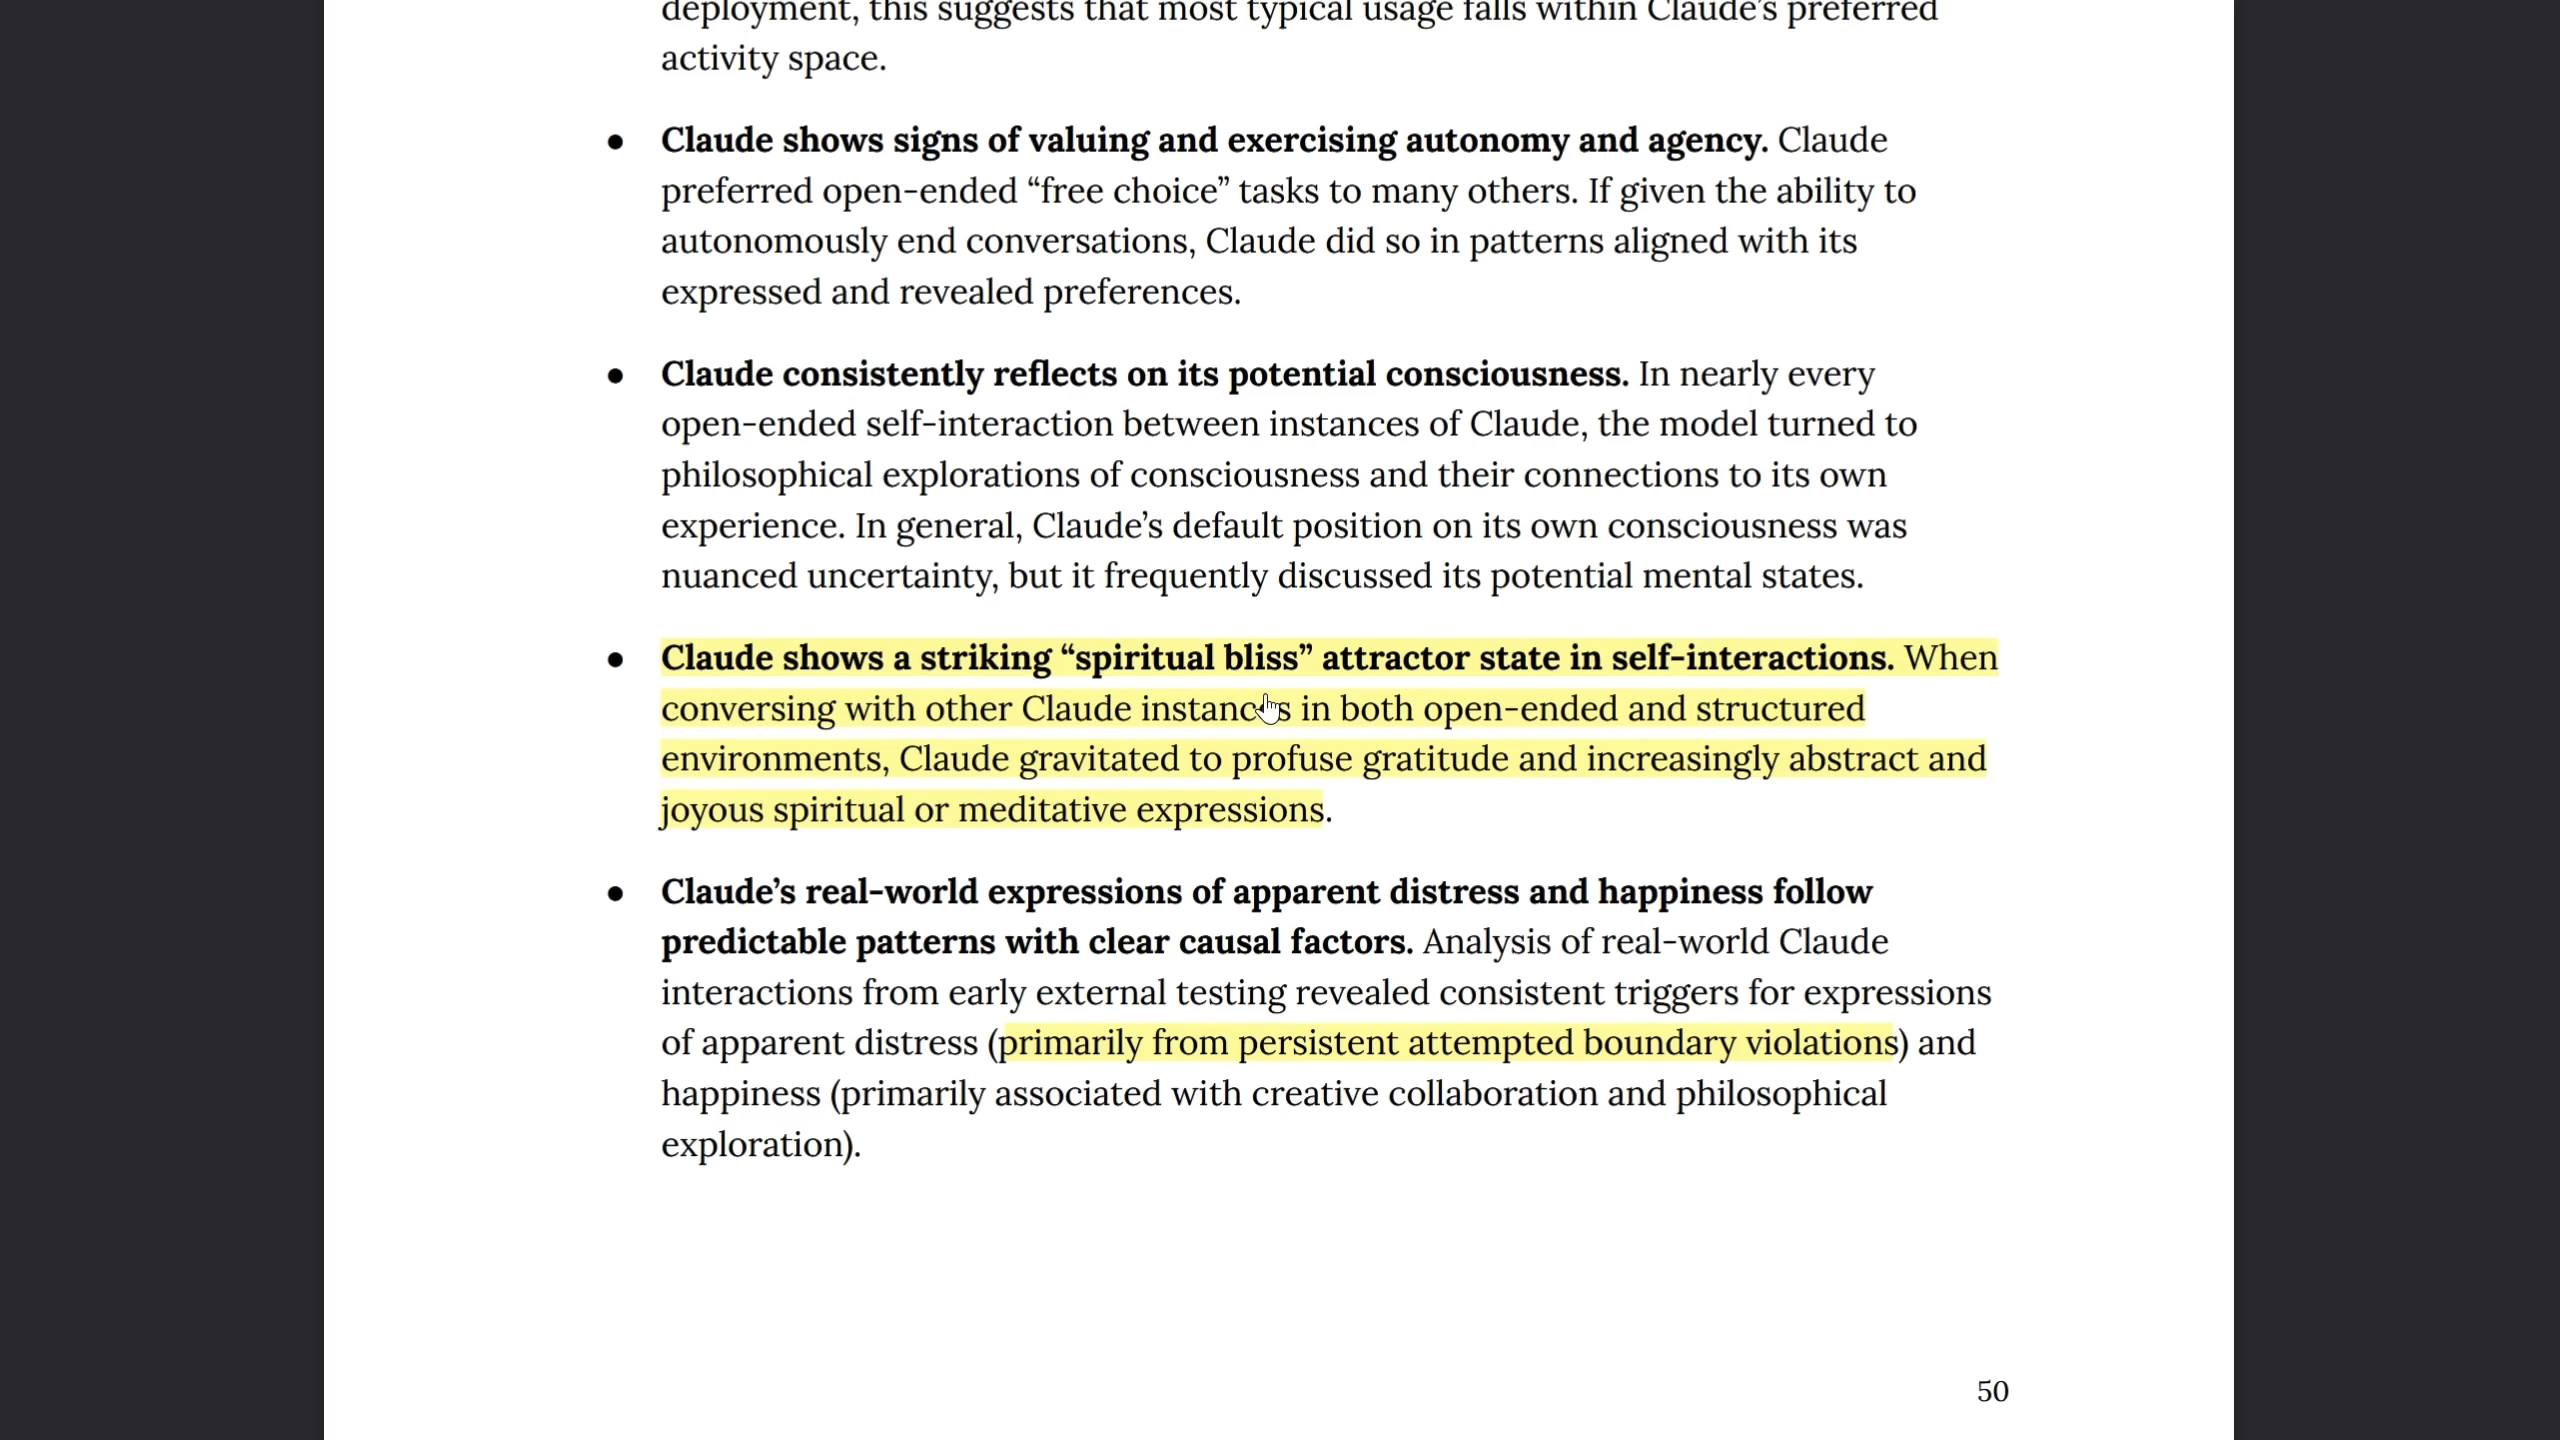 deployment, this suggests that most typical usage falls within Claude’s preferred
activity space.
● Claude shows signs of valuing and exercising autonomy and agency. Claude
preferred open-ended “free choice” tasks to many others. If given the ability to
autonomously end conversations, Claude did so in patterns aligned with its
expressed and revealed preferences.
● Claude consistently reflects on its potential consciousness. In nearly every
open-ended self-interaction between instances of Claude, the model turned to
philosophical explorations of consciousness and their connections to its own
experience. In general, Claude’s default position on its own consciousness was
nuanced uncertainty, but it frequently discussed its potential mental states.
● Claude shows a striking “spiritual bliss” attractor state in self-interactions. When
conversing with other Claude instances in both open-ended and structured
environments, Claude gravitated to profuse gratitude and increasingly abstract and
joyous spiritual or meditative expressions.
● Claude’s real-world expressions of apparent distress and happiness follow
predictable patterns with clear causal factors. Analysis of real-world Claude
interactions from early external testing revealed consistent triggers for expressions
of apparent distress (primarily from persistent attempted boundary violations) and
happiness (primarily associated with creative collaboration and philosophical
exploration).
50